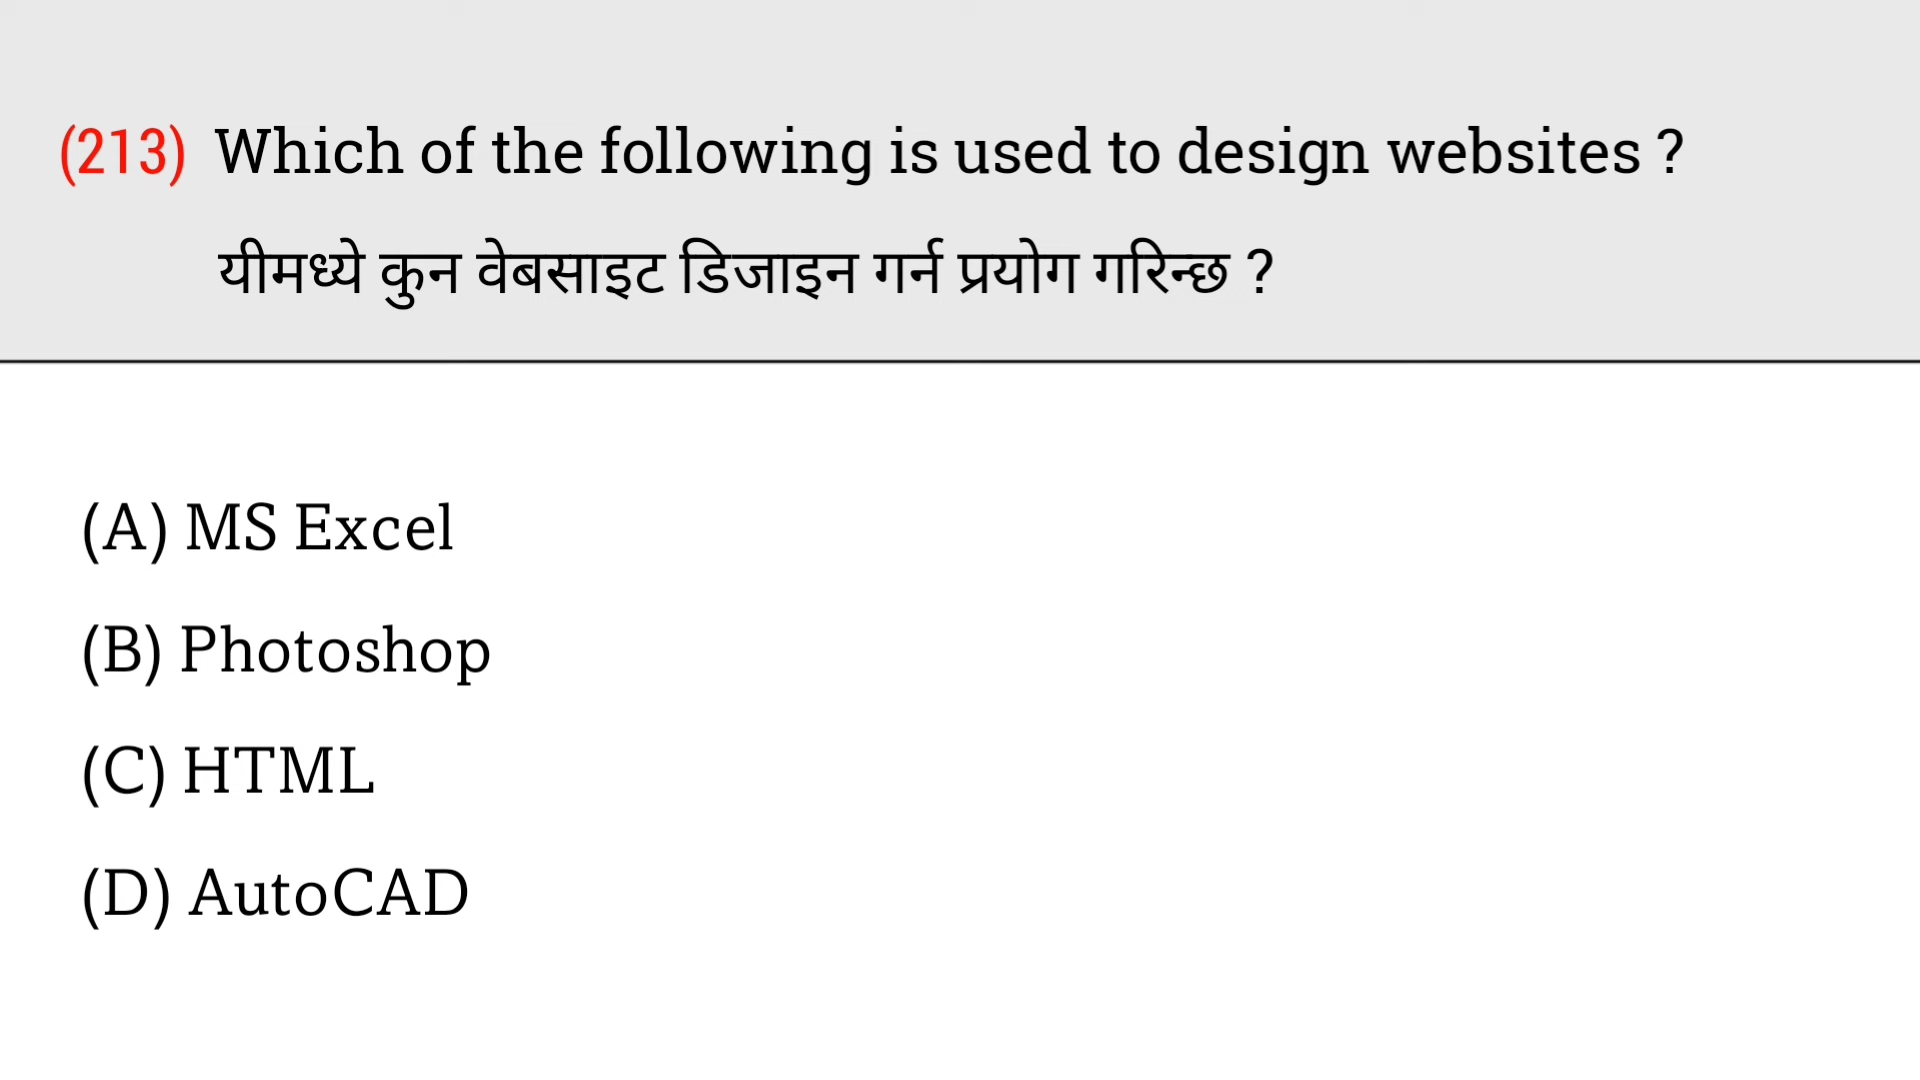 (213) Which of the following is used to design websites ?
यीमध्ये कुन वेबसाइट डिजाइन गर्न प्रयोग गरिन्छ ?
(A) MS Excel
(B) Photoshop
(C) HTML
(D) AutoCAD